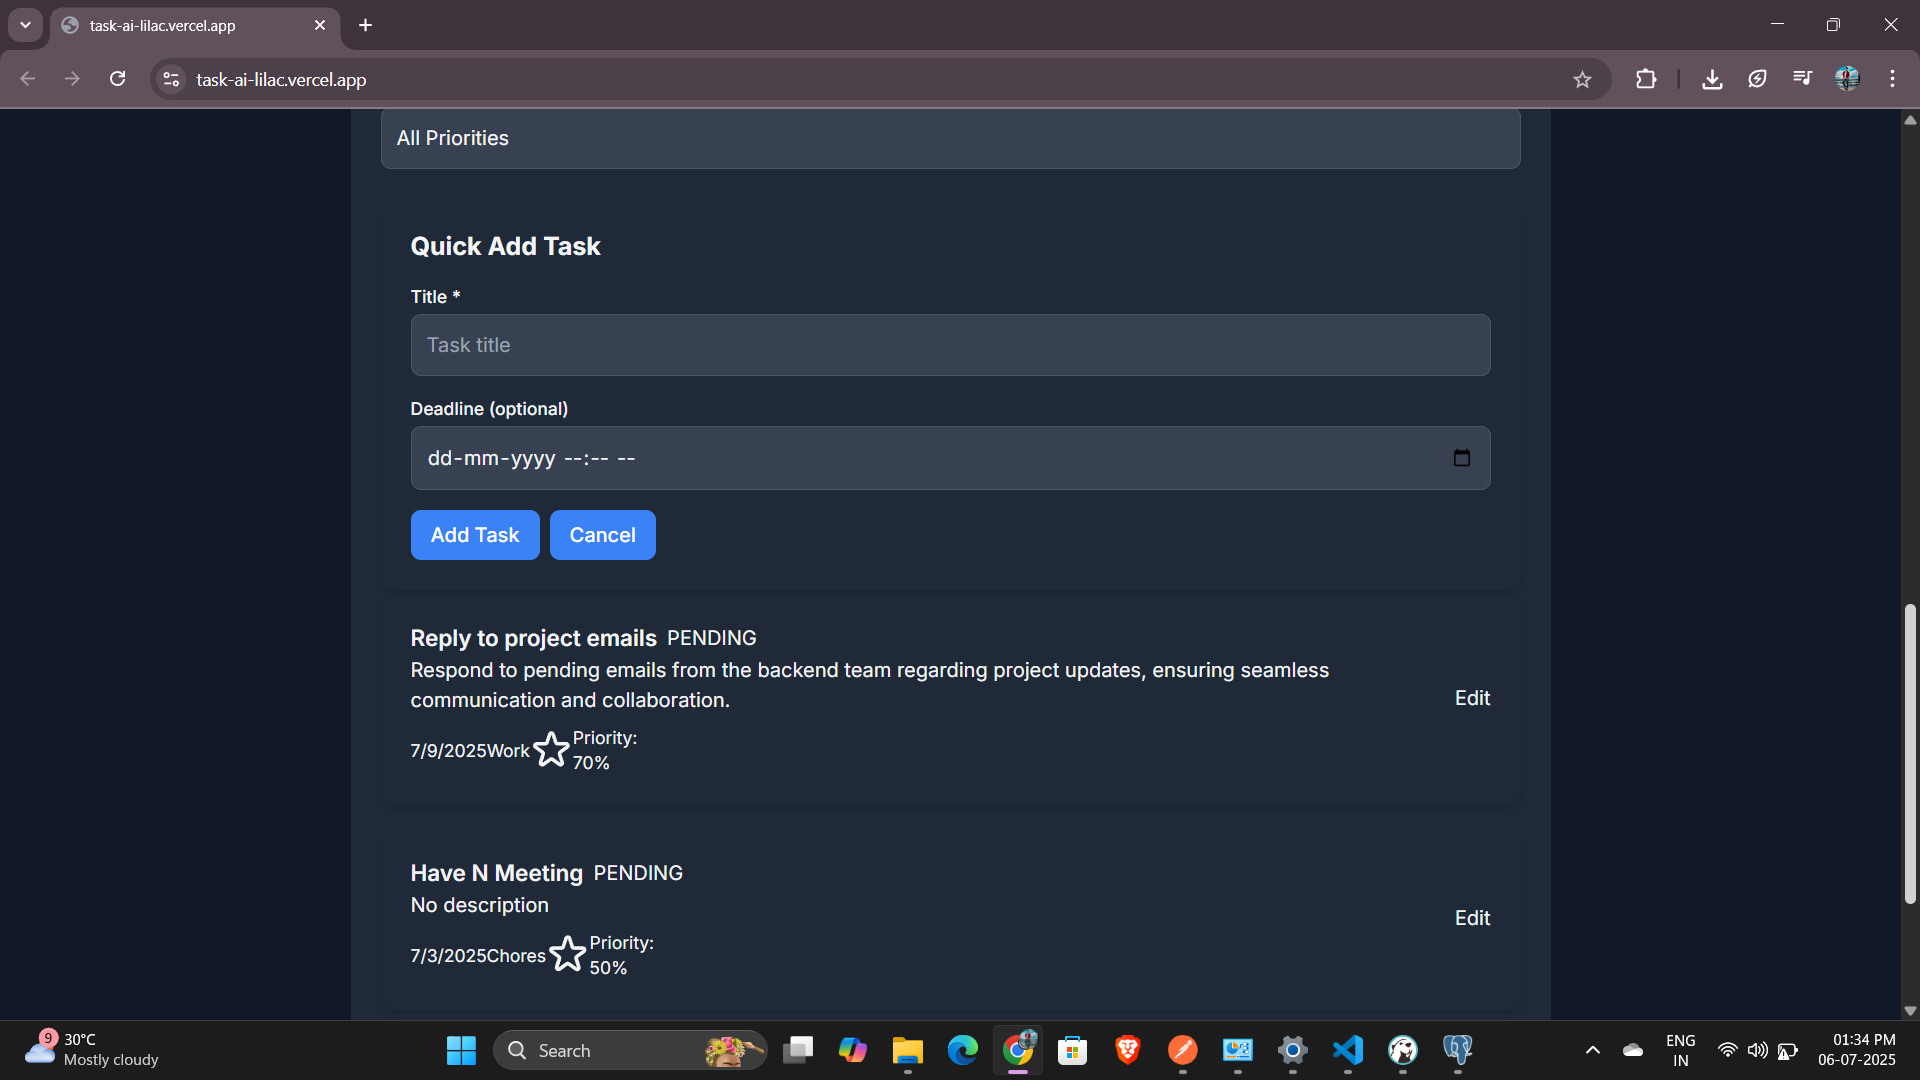 task-ai-lilac.vercel.app
task-ai-lilac.vercel.app
All Priorities
Quick Add Task
Title *
Task title
Deadline (optional)
dd-mm-yyyy --:-- --
Add Task
Cancel
Reply to project emails PENDING
Respond to pending emails from the backend team regarding project updates, ensuring seamless
communication and collaboration.
Edit
7/9/2025Work
Priority:
70%
Have N Meeting PENDING
No description
Edit
7/3/2025Chores
Priority:
50%
9
30°C
Mostly cloudy
Search
ENG
IN
01:34 PM
06-07-2025